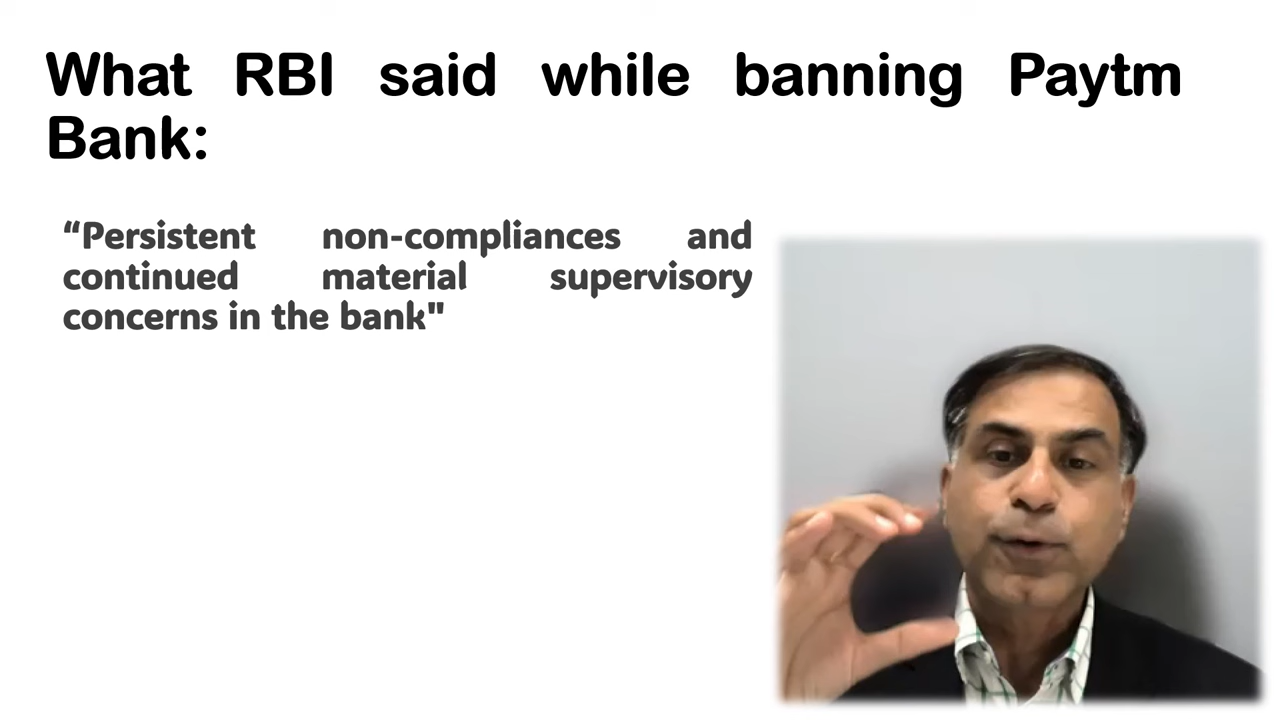 What RBI said while banning Paytm
Bank:
“Persistent non-compliances and
continued material supervisory
concerns in the bank"